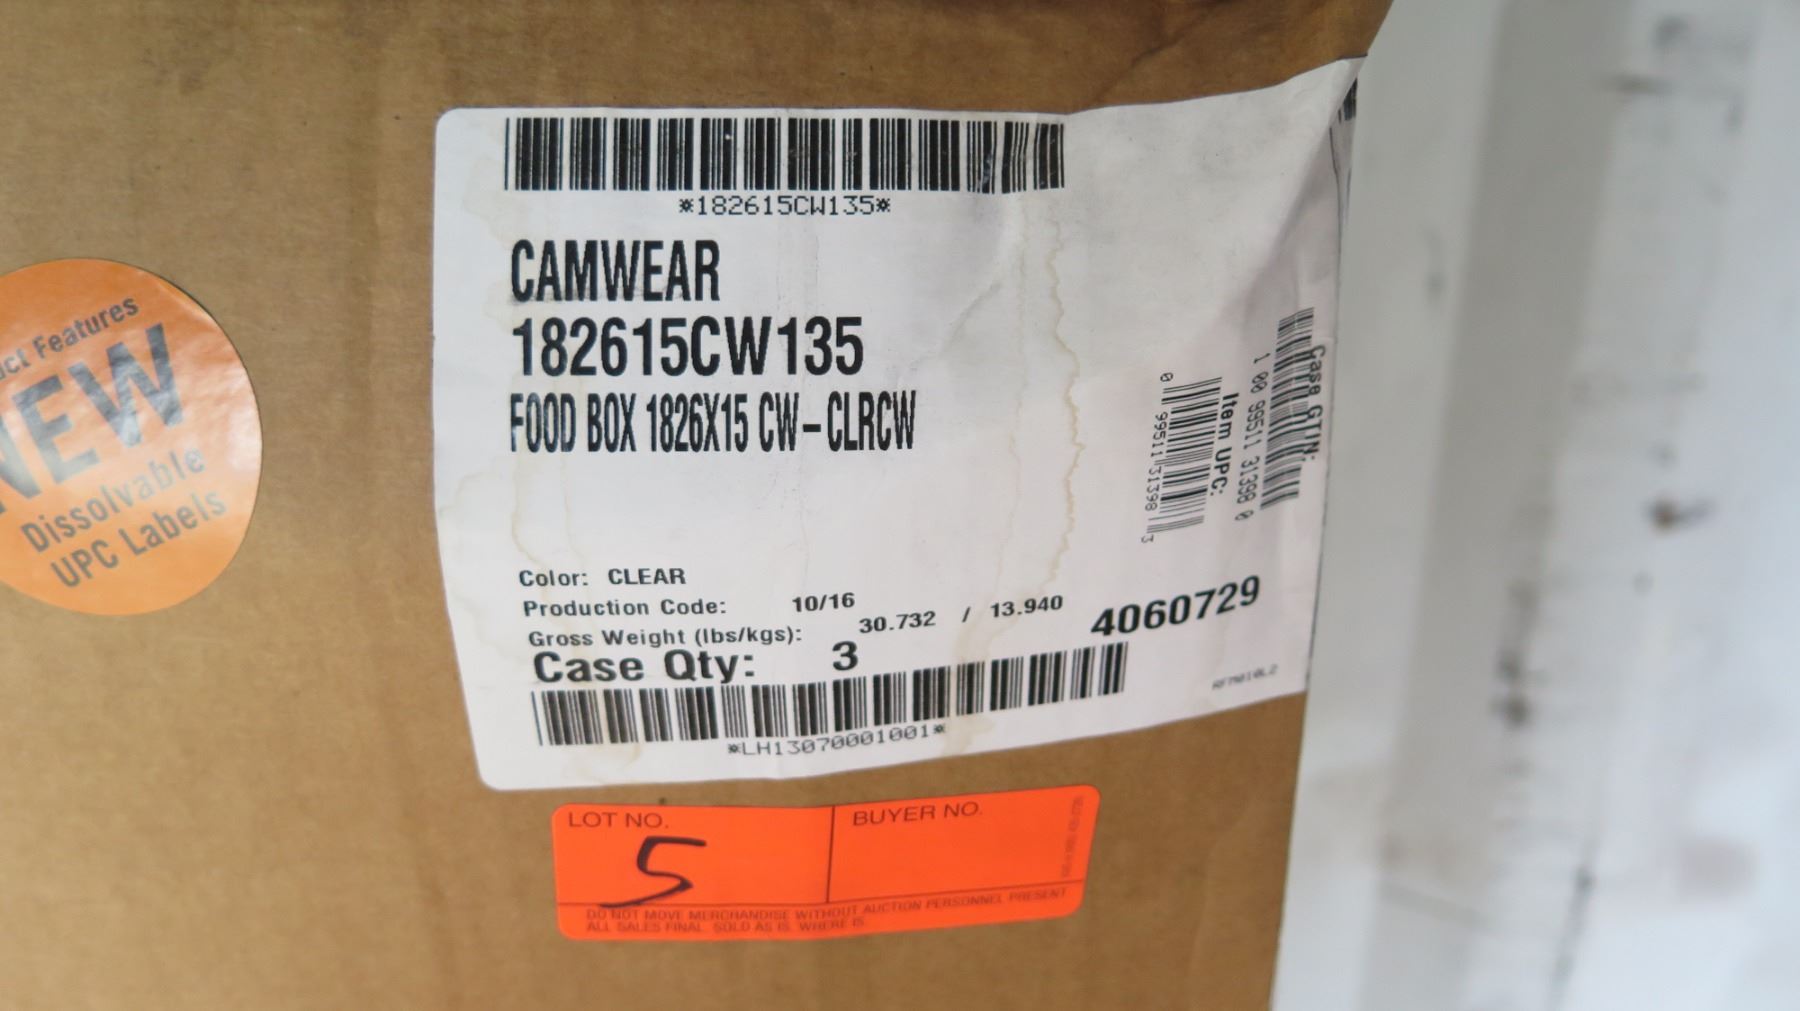 *182615CW135*
CAMWEAR
182615CW135
FOOD BOX 1826X15 CW-CLRCW
Color: CLEAR
Production Code: 10/16
Gross Weight (lbs/kgs): 30.732 / 13.940
Case Qty: 3
4060729
*LH13070001001*
RFM010L2
Item UPC:
0 99511 31398 3
Case GTIN:
1 00 99511 31398 0
Features
NEW
Dissolvable
UPC Labels
LOT NO.
5
BUYER NO.
DO NOT MOVE MERCHANDISE WITHOUT AUCTION PERSONNEL PRESENT
ALL SALES FINAL. SOLD AS IS. WHERE IS.